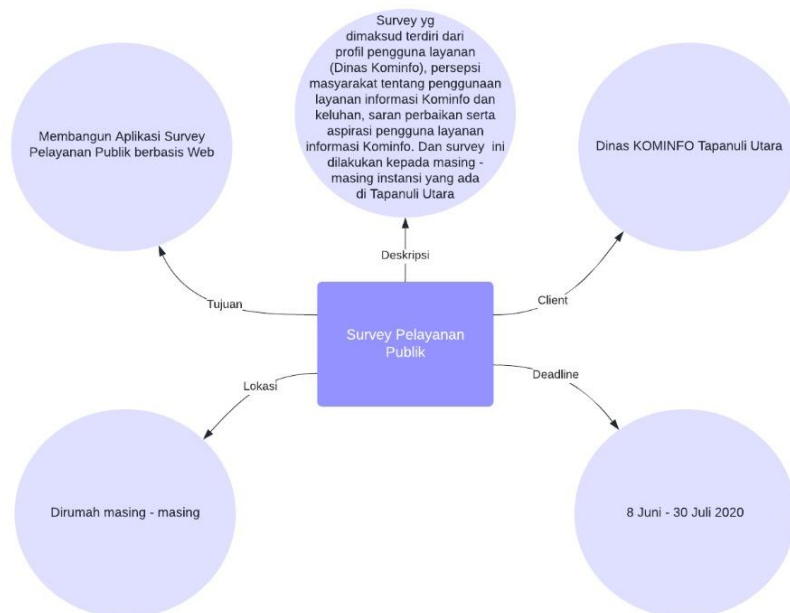 Survey yg
dimaksud terdiri dari
profil pengguna layanan
(Dinas Kominfo), persepsi
masyarakat tentang penggunaan
layanan informasi Kominfo dan
keluhan, saran perbaikan serta
aspirasi pengguna layanan
informasi Kominfo. Dan survey ini
dilakukan kepada masing -
masing instansi yang ada
di Tapanuli Utara
Membangun Aplikasi Survey
Pelayanan Publik berbasis Web
Dinas KOMINFO Tapanuli Utara
Deskripsi
Tujuan
Client
Survey Pelayanan
Publik
Lokasi
Deadline
Dirumah masing - masing
8 Juni - 30 Juli 2020